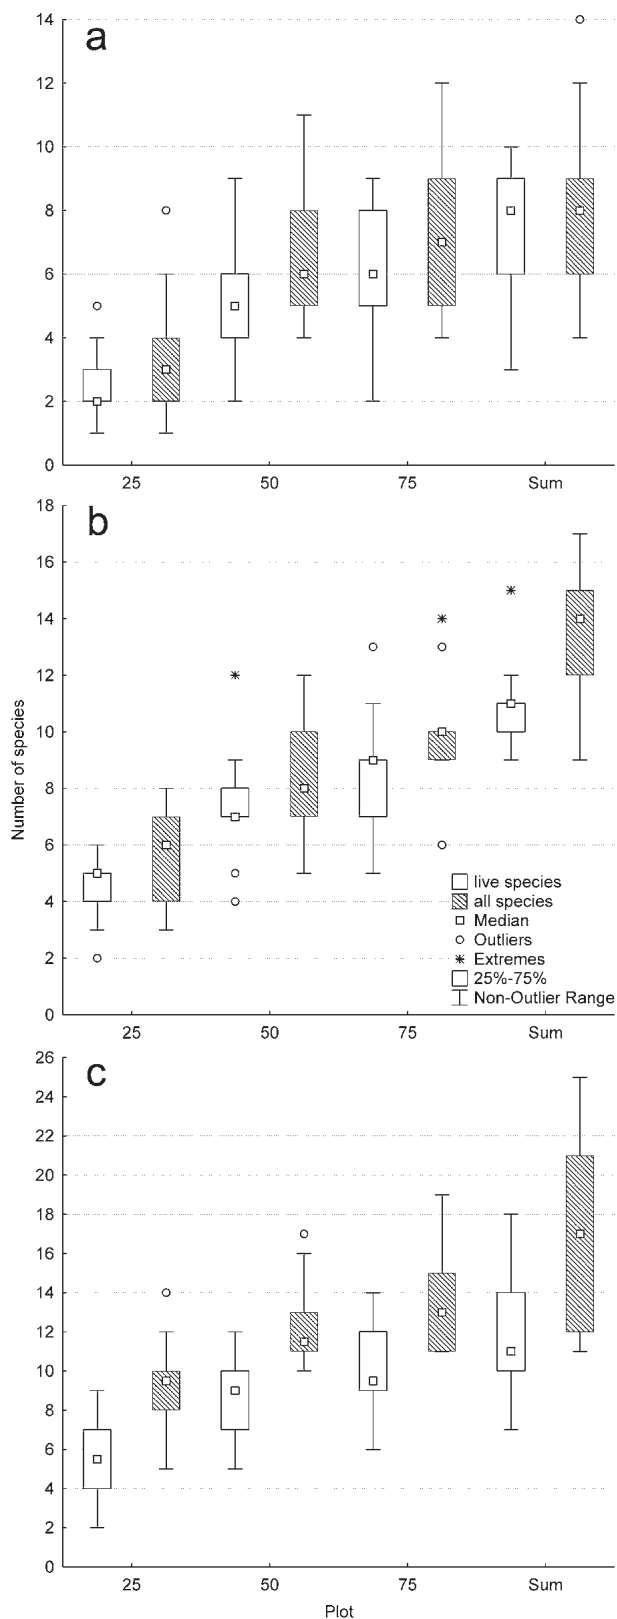 a
14
12
10
8
6
4
2
0
25 50 75 Sum
b
18
16
14
12
10
8
6
4
2
0
Number of species
live species
all species
Median
Outliers
Extremes
25%-75%
Non-Outlier Range
25 50 75 Sum
c
26
24
22
20
18
16
14
12
10
8
6
4
2
0
25 50 75 Sum
Plot